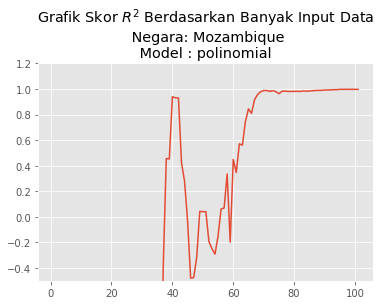 Grafik Skor $R^2$ Berdasarkan Banyak Input Data
Negara: Mozambique
Model : polinomial
1.2
1.0
0.8
0.6
0.4
0.2
0.0
−0.2
−0.4
0 20 40 60 80 100